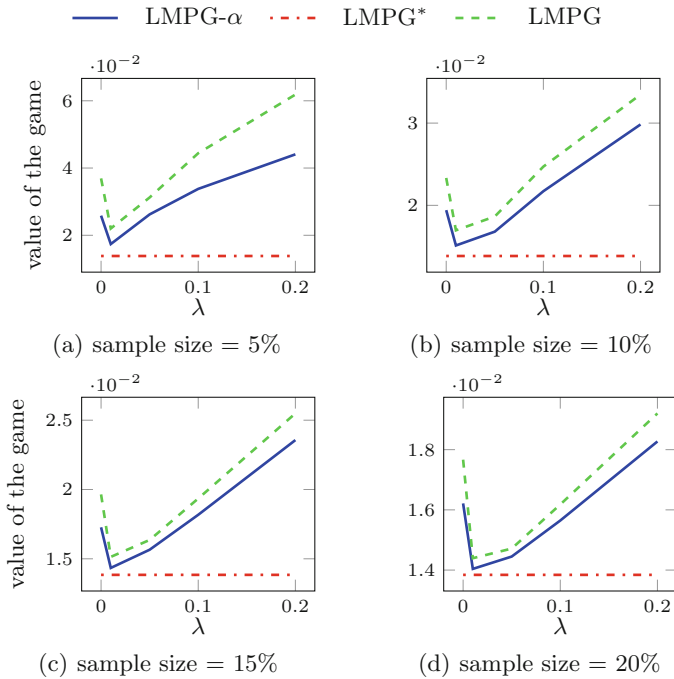 LMPG-α LMPG* LMPG
·10⁻² ·10⁻²
value of the game
6
4
2
3
2
0 0.1 0.2 0 0.1 0.2
λ λ
(a) sample size = 5% (b) sample size = 10%
·10⁻² ·10⁻²
value of the game
2.5
2
1.5
1.8
1.6
1.4
0 0.1 0.2 0 0.1 0.2
λ λ
(c) sample size = 15% (d) sample size = 20%